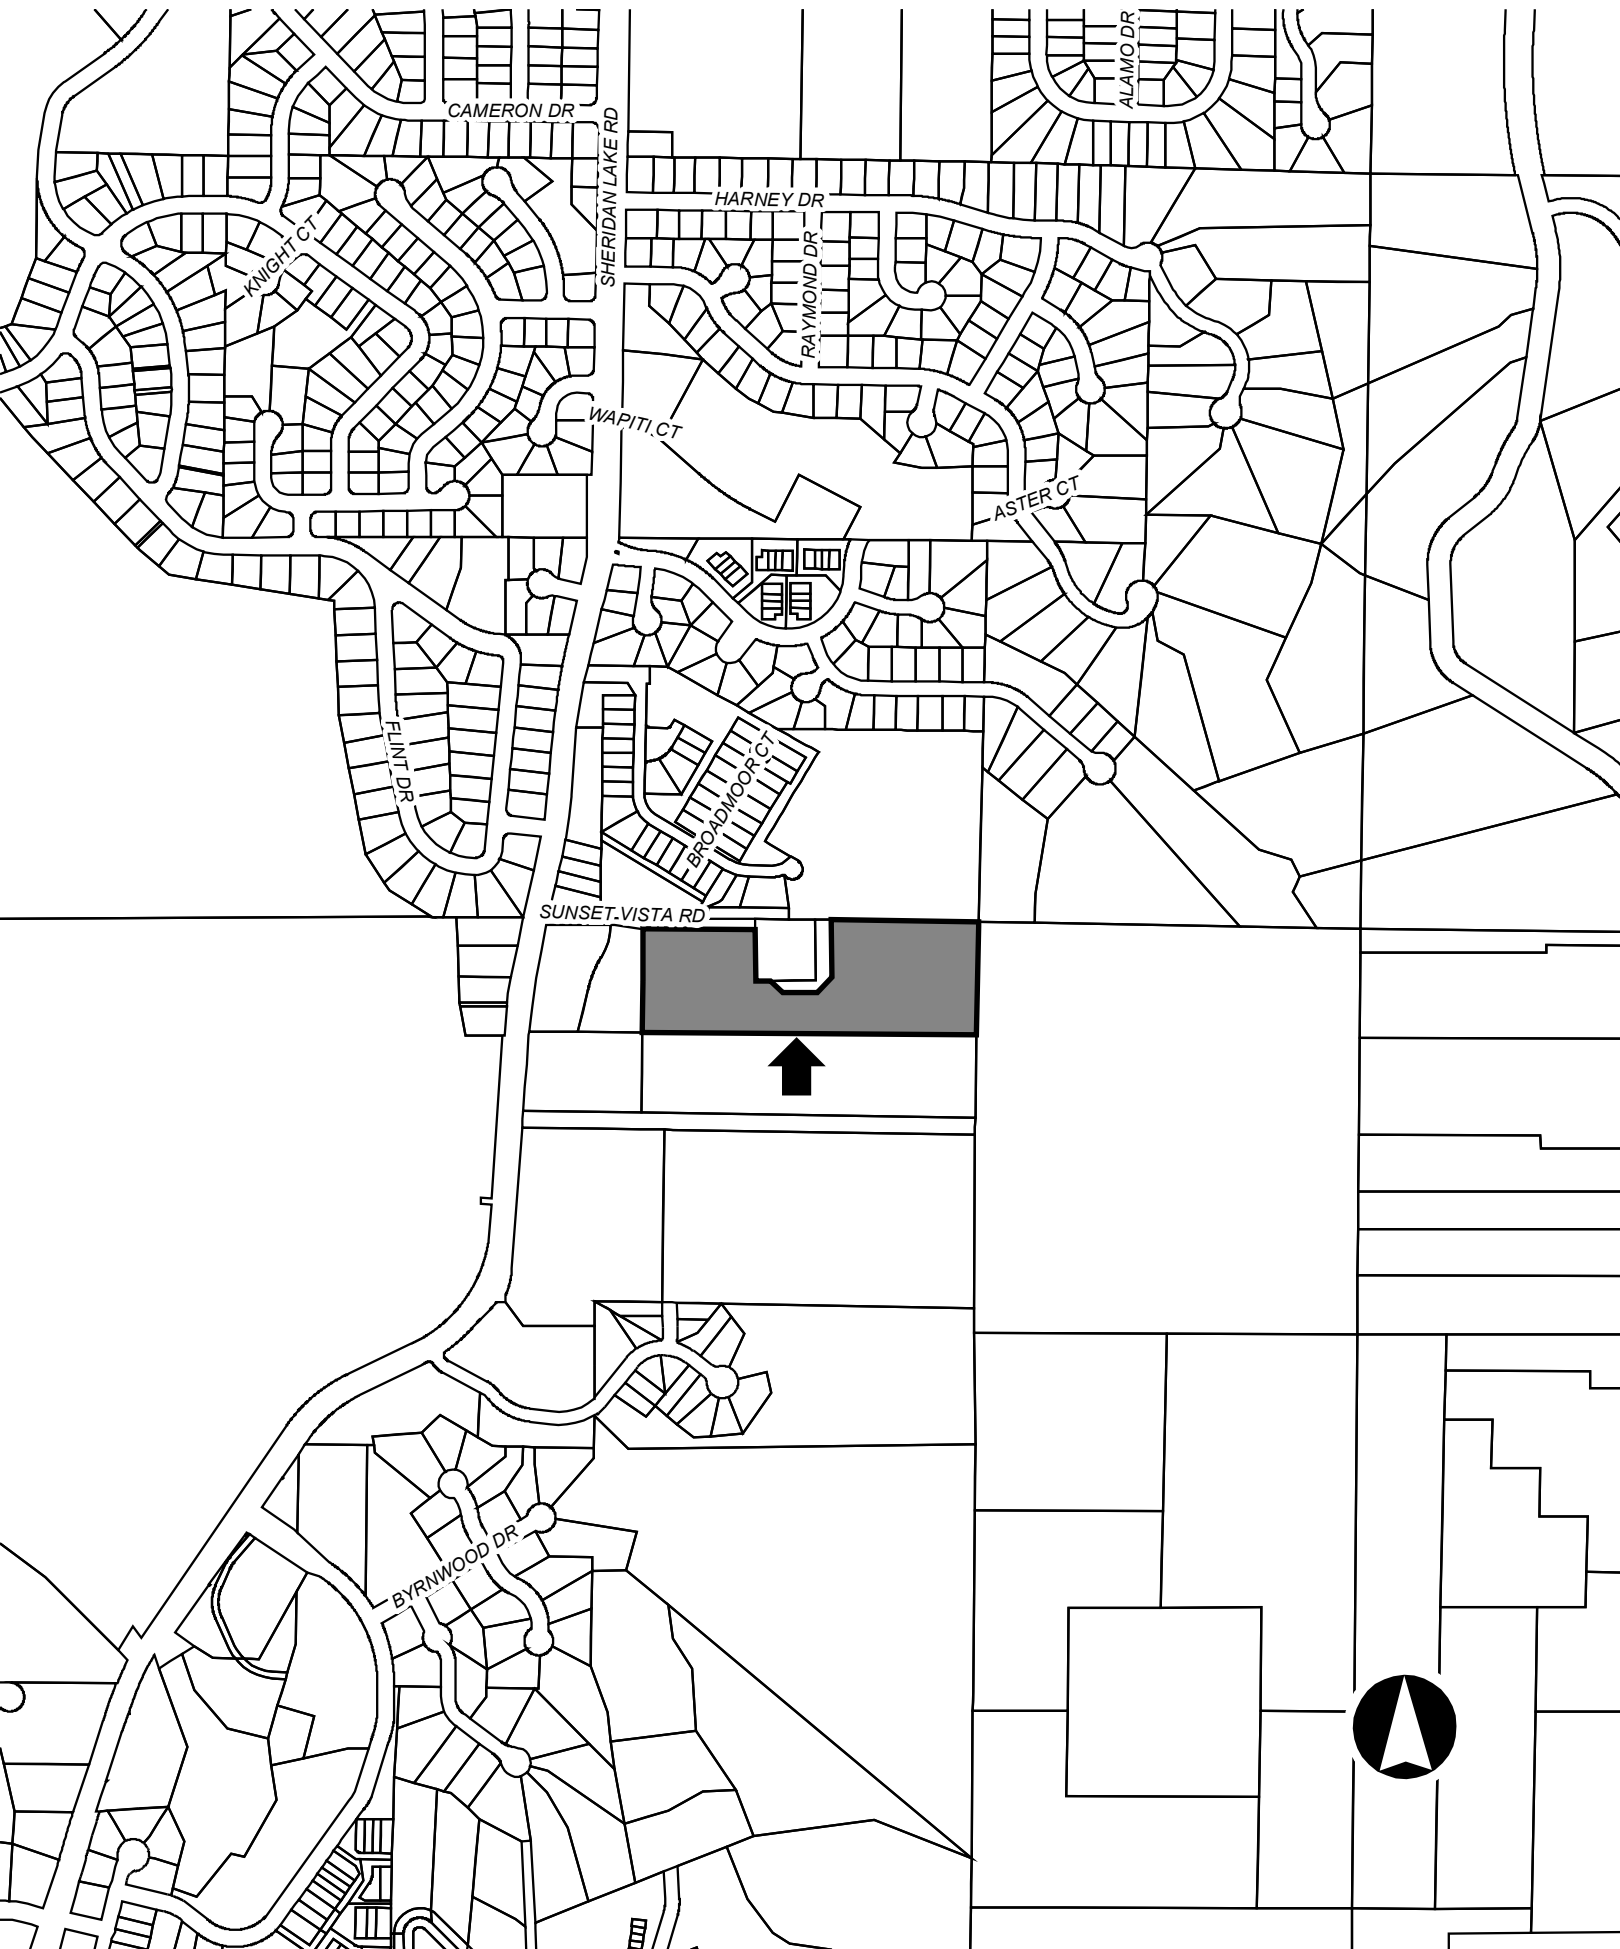 ALAMO DR
CAMERON DR
SHERIDAN LAKE RD
HARNEY DR
KNIGHT CT
RAYMOND DR
WAPITI CT
ASTER CT
FLINT DR
BROADMOOR CT
SUNSET VISTA RD
BYRNWOOD DR